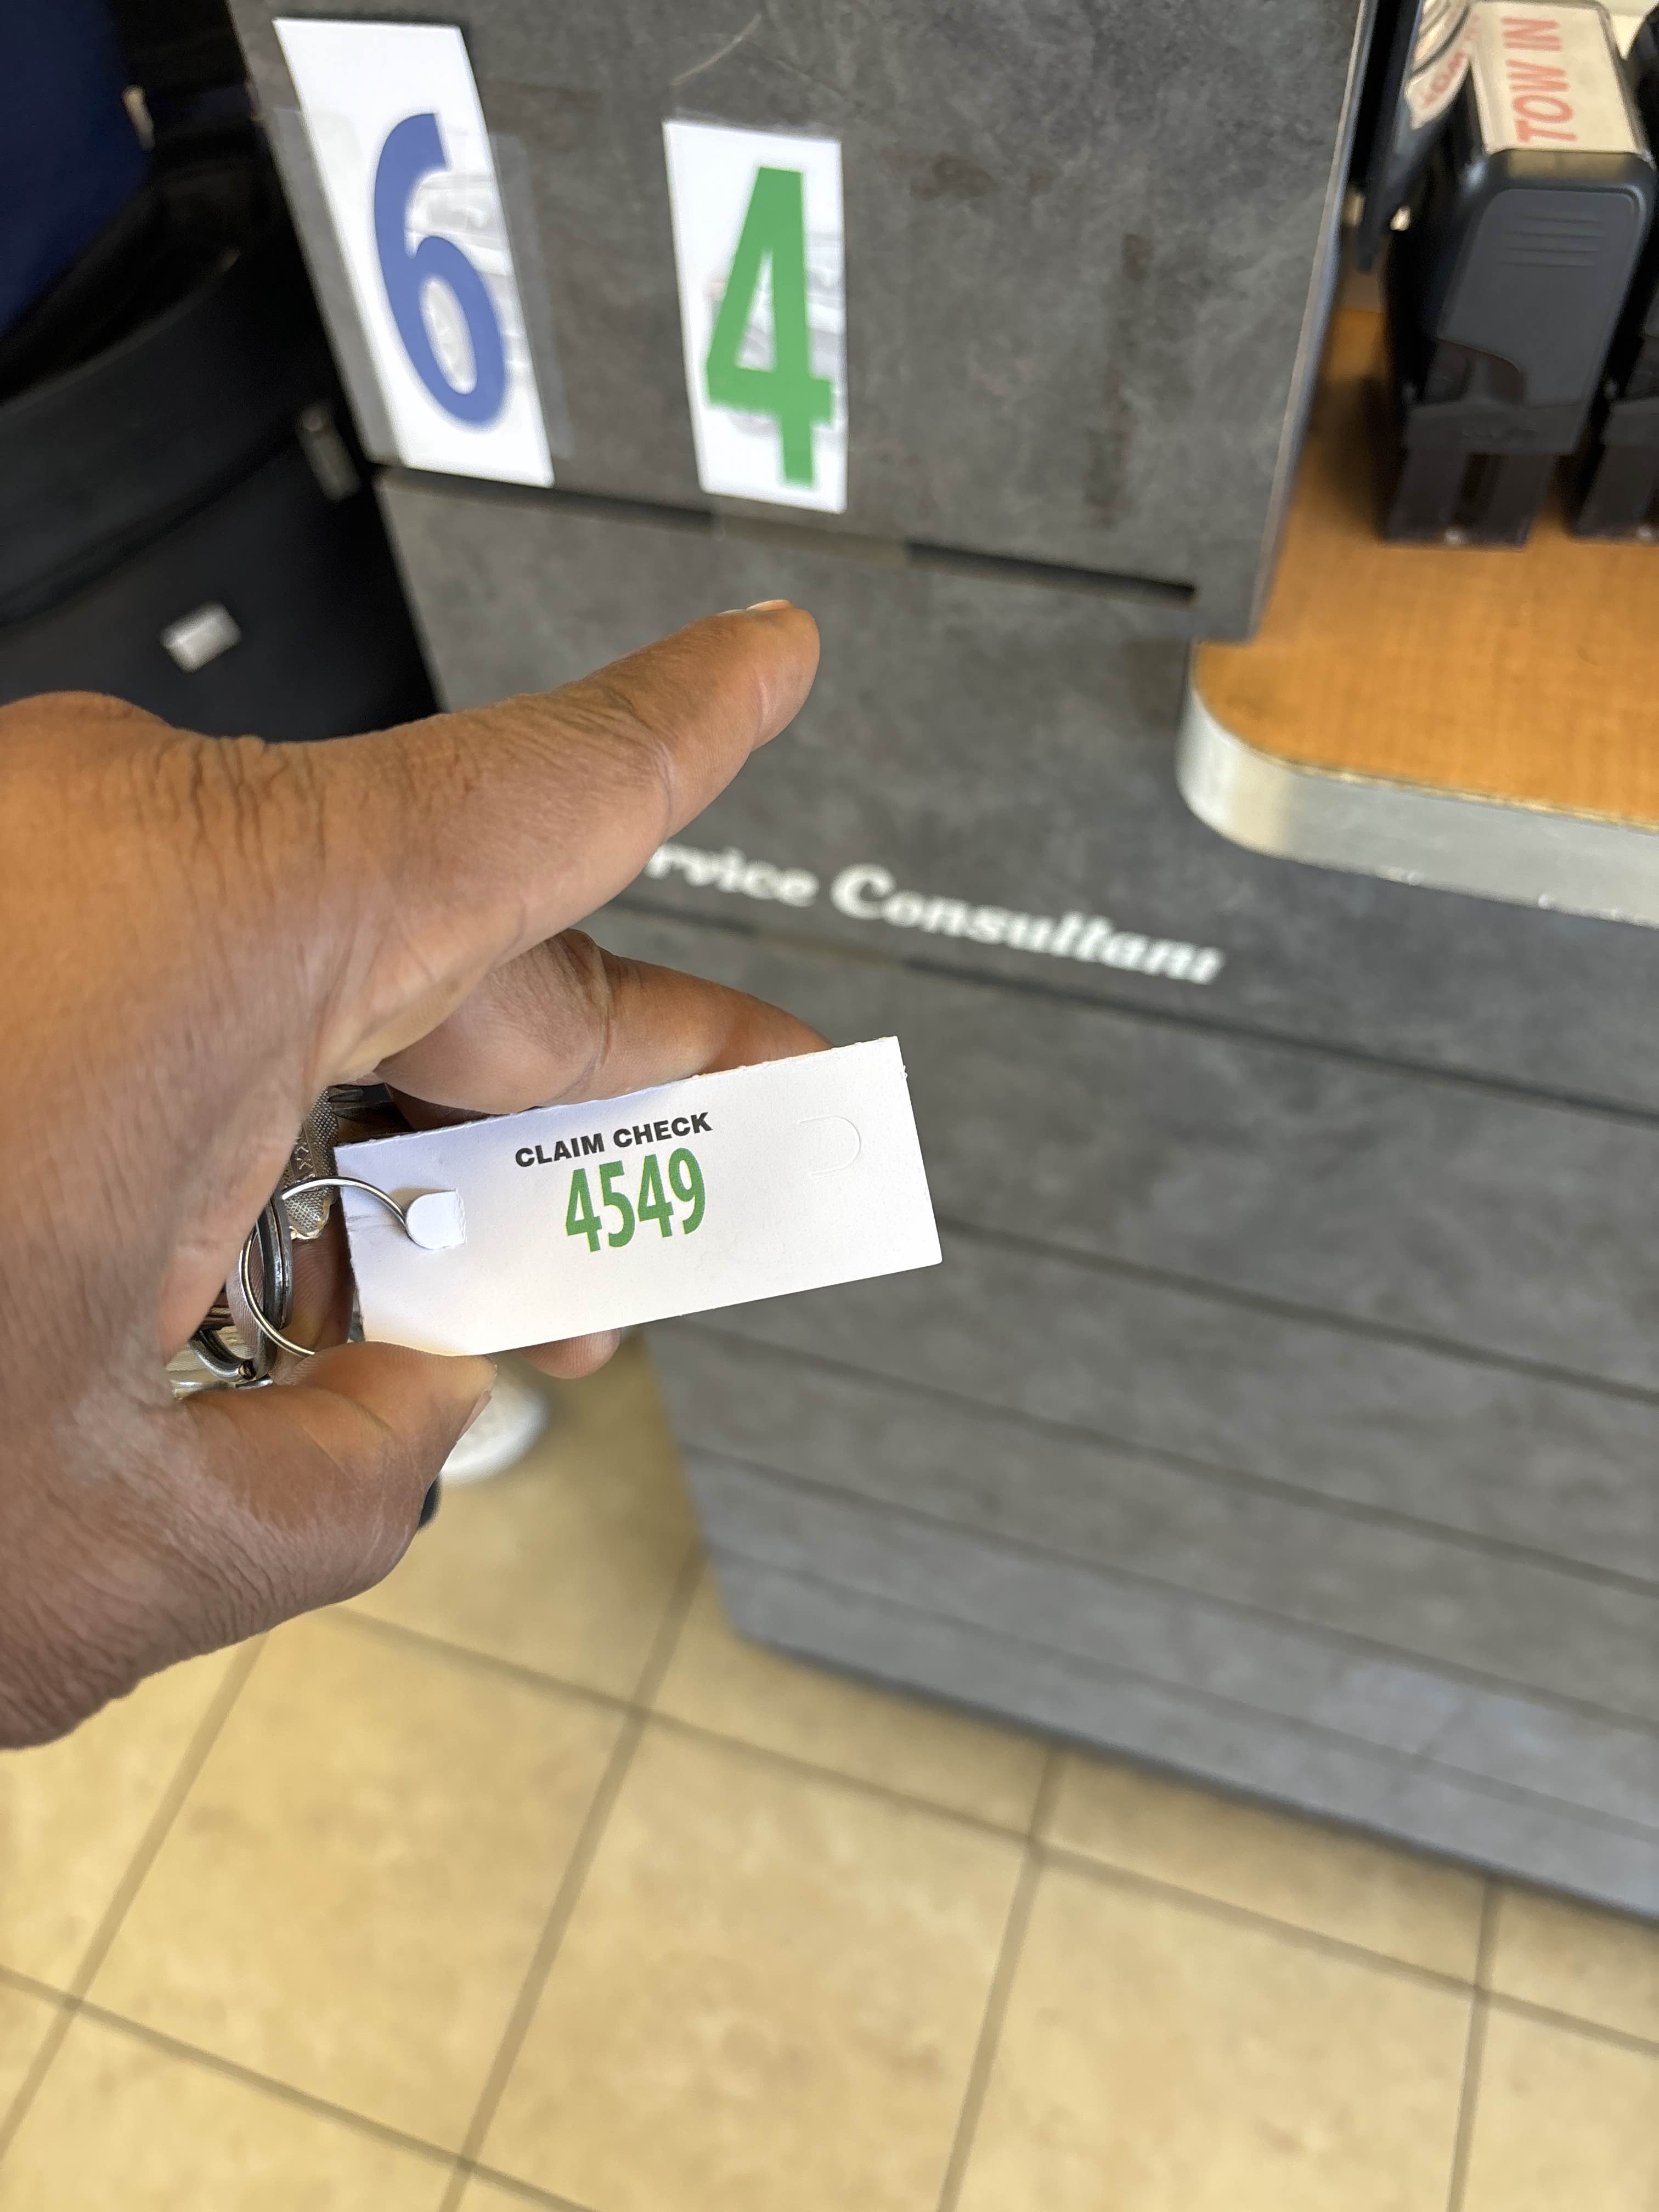 TOW IN
6 4
rvice Consultant
CLAIM CHECK
4549